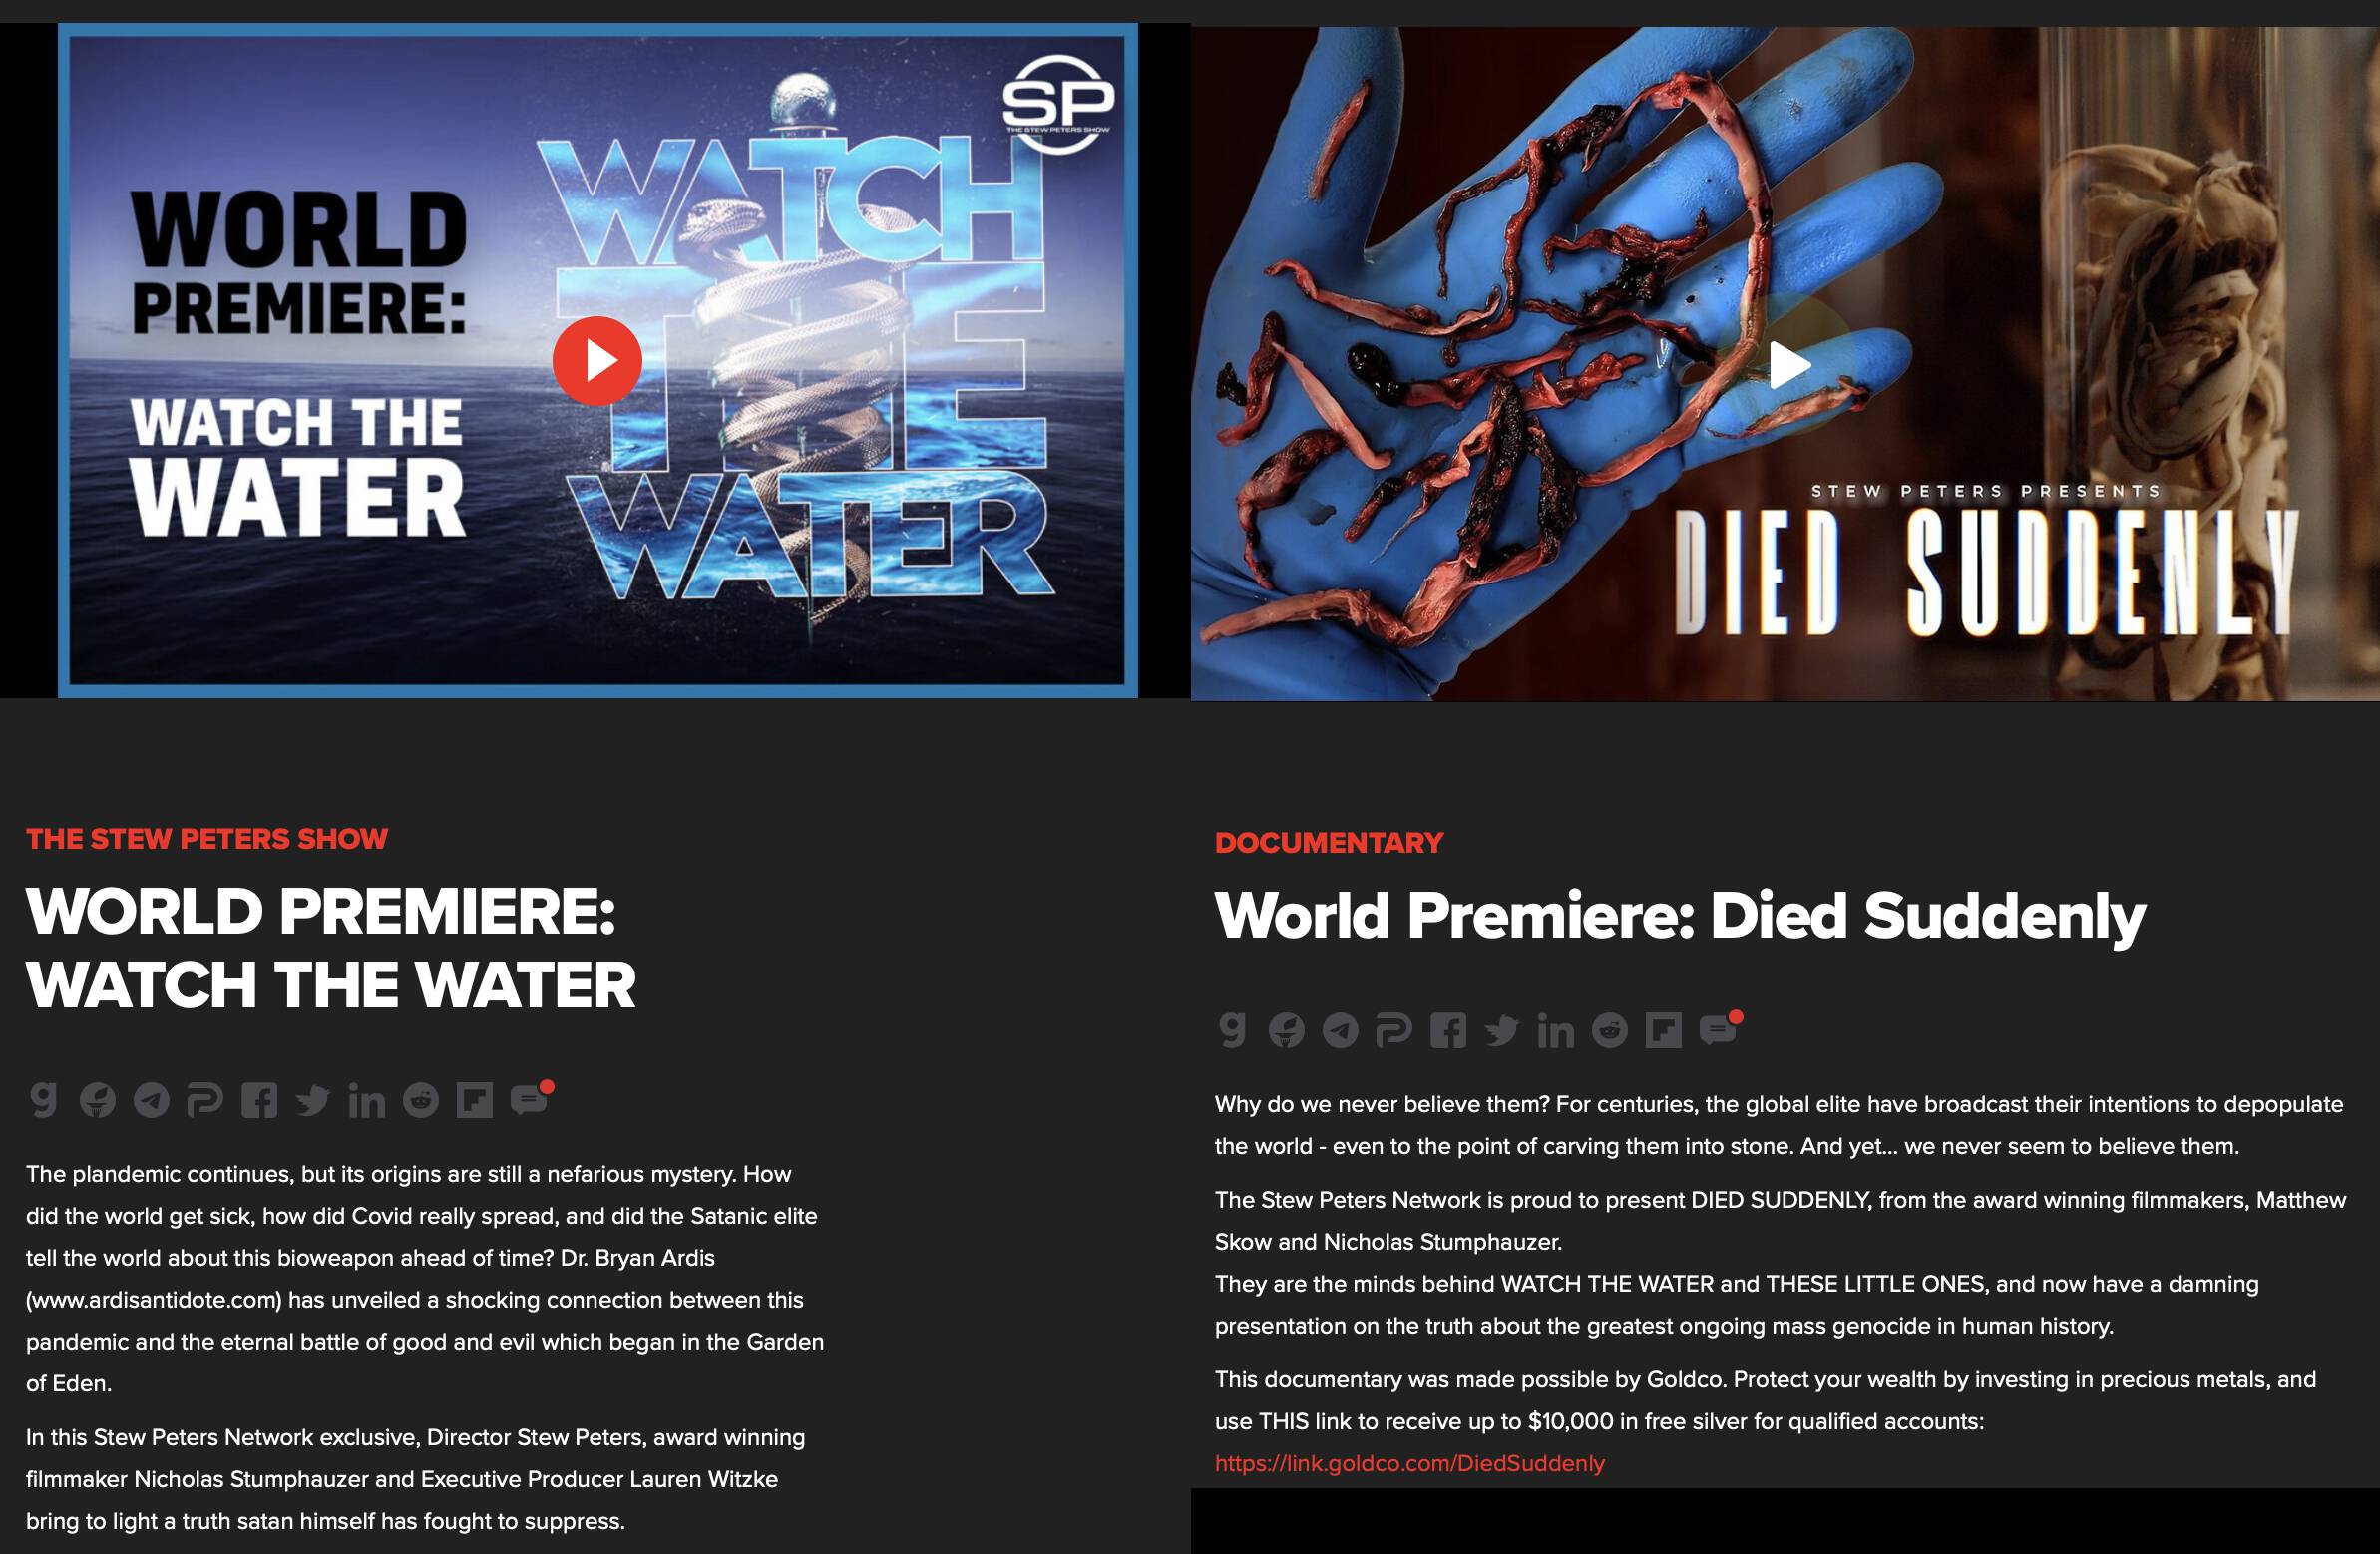 SP
THE STEW PETERS SHOW
WORLD
PREMIERE:
WATCH THE
WATER
WATCH
THE
WATER
THE STEW PETERS SHOW
WORLD PREMIERE:
WATCH THE WATER
The plandemic continues, but its origins are still a nefarious mystery. How
did the world get sick, how did Covid really spread, and did the Satanic elite
tell the world about this bioweapon ahead of time? Dr. Bryan Ardis
(www.ardisantidote.com) has unveiled a shocking connection between this
pandemic and the eternal battle of good and evil which began in the Garden
of Eden.
In this Stew Peters Network exclusive, Director Stew Peters, award winning
filmmaker Nicholas Stumphauzer and Executive Producer Lauren Witzke
bring to light a truth satan himself has fought to suppress.
STEW PETERS PRESENTS
DIED SUDDENLY
DOCUMENTARY
World Premiere: Died Suddenly
Why do we never believe them? For centuries, the global elite have broadcast their intentions to depopulate
the world - even to the point of carving them into stone. And yet... we never seem to believe them.
The Stew Peters Network is proud to present DIED SUDDENLY, from the award winning filmmakers, Matthew
Skow and Nicholas Stumphauzer.
They are the minds behind WATCH THE WATER and THESE LITTLE ONES, and now have a damning
presentation on the truth about the greatest ongoing mass genocide in human history.
This documentary was made possible by Goldco. Protect your wealth by investing in precious metals, and
use THIS link to receive up to $10,000 in free silver for qualified accounts:
https://link.goldco.com/DiedSuddenly